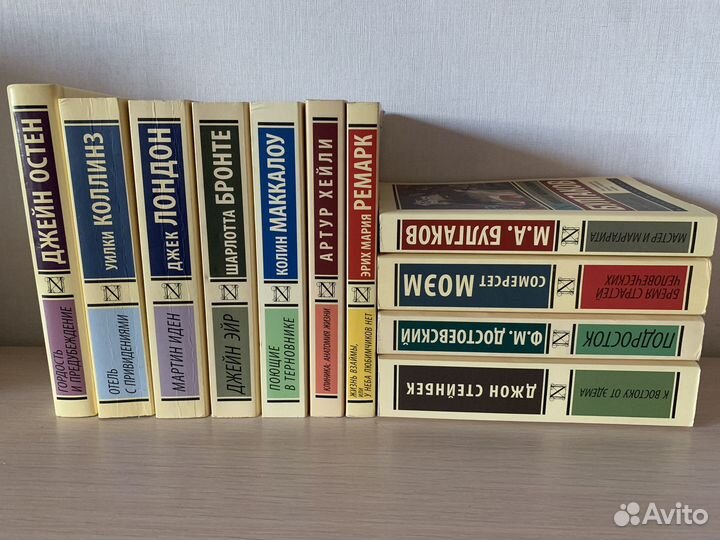 ДЖЕЙН ОСТЕН
ГОРДОСТЬ
И ПРЕДУБЕЖДЕНИЕ
УИЛКИ КОЛЛИНЗ
ОТЕЛЬ
С ПРИВИДЕНИЯМИ
ДЖЕК ЛОНДОН
МАРТИН ИДЕН
ШАРЛОТТА БРОНТЕ
ДЖЕЙН ЭЙР
КОЛИН МАККАЛОУ
ПОЮЩИЕ
В ТЕРНОВНИКЕ
АРТУР ХЕЙЛИ
КЛИНИКА: АНАТОМИЯ ЖИЗНИ
ЭРИХ МАРИЯ РЕМАРК
ЖИЗНЬ ВЗАЙМЫ,
ИЛИ
У НЕБА ЛЮБИМЧИКОВ НЕТ
М.А. БУЛГАКОВ
МАСТЕР И МАРГАРИТА
СОМЕРСЕТ
МОЭМ
БРЕМЯ СТРАСТЕЙ
ЧЕЛОВЕЧЕСКИХ
Ф.М. ДОСТОЕВСКИЙ
ПОДРОСТОК
ДЖОН СТЕЙНБЕК
К ВОСТОКУ ОТ ЭДЕМА
Avito